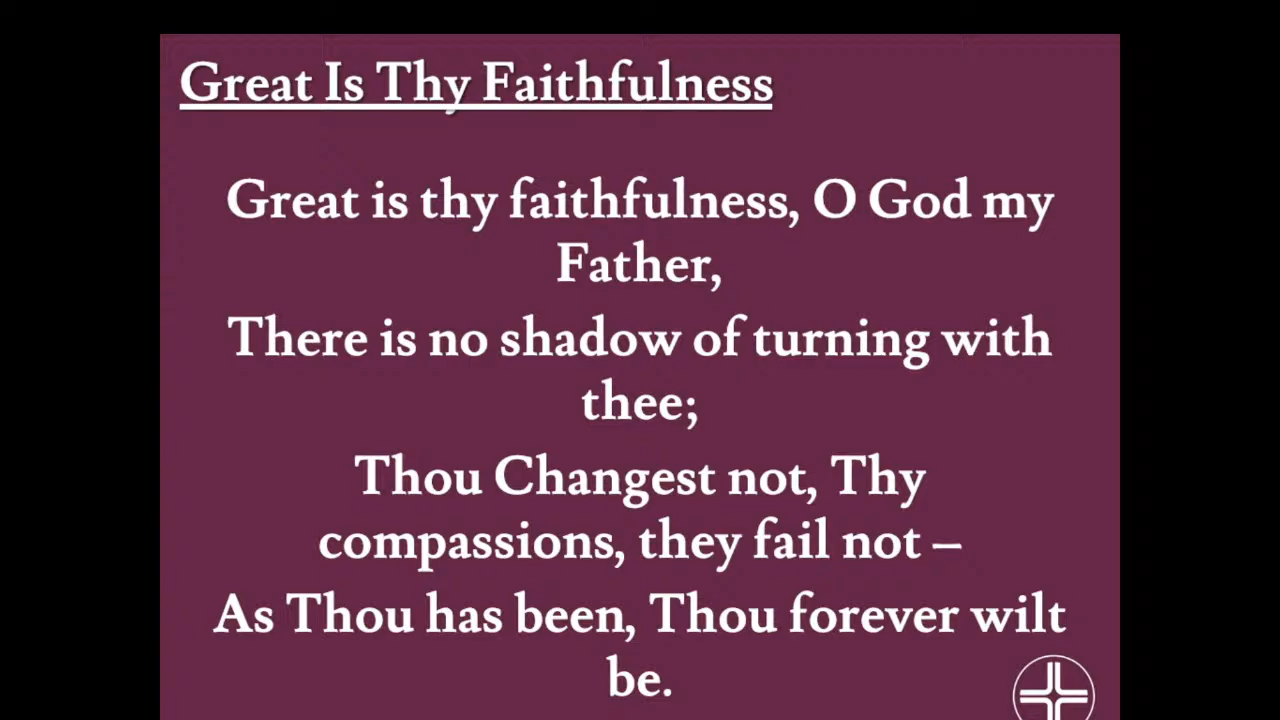 Great Is Thy Faithfulness
Great is thy faithfulness, O God my
Father,
There is no shadow of turning with
thee;
Thou Changest not, Thy
compassions, they fail not –
As Thou has been, Thou forever wilt
be.